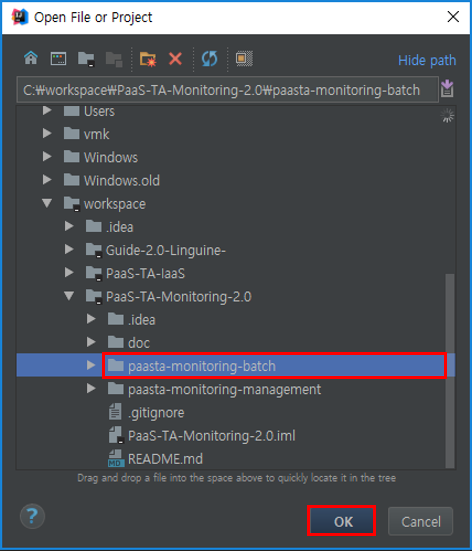 Open File or Project
Hide path
C:₩workspace₩PaaS-TA-Monitoring-2.0₩paasta-monitoring-batch
Users
vmk
Windows
Windows.old
workspace
.idea
Guide-2.0-Linguine-
PaaS-TA-IaaS
PaaS-TA-Monitoring-2.0
.idea
doc
paasta-monitoring-batch
paasta-monitoring-management
.gitignore
PaaS-TA-Monitoring-2.0.iml
README.md
Drag and drop a file into the space above to quickly locate it in the tree
? OK Cancel